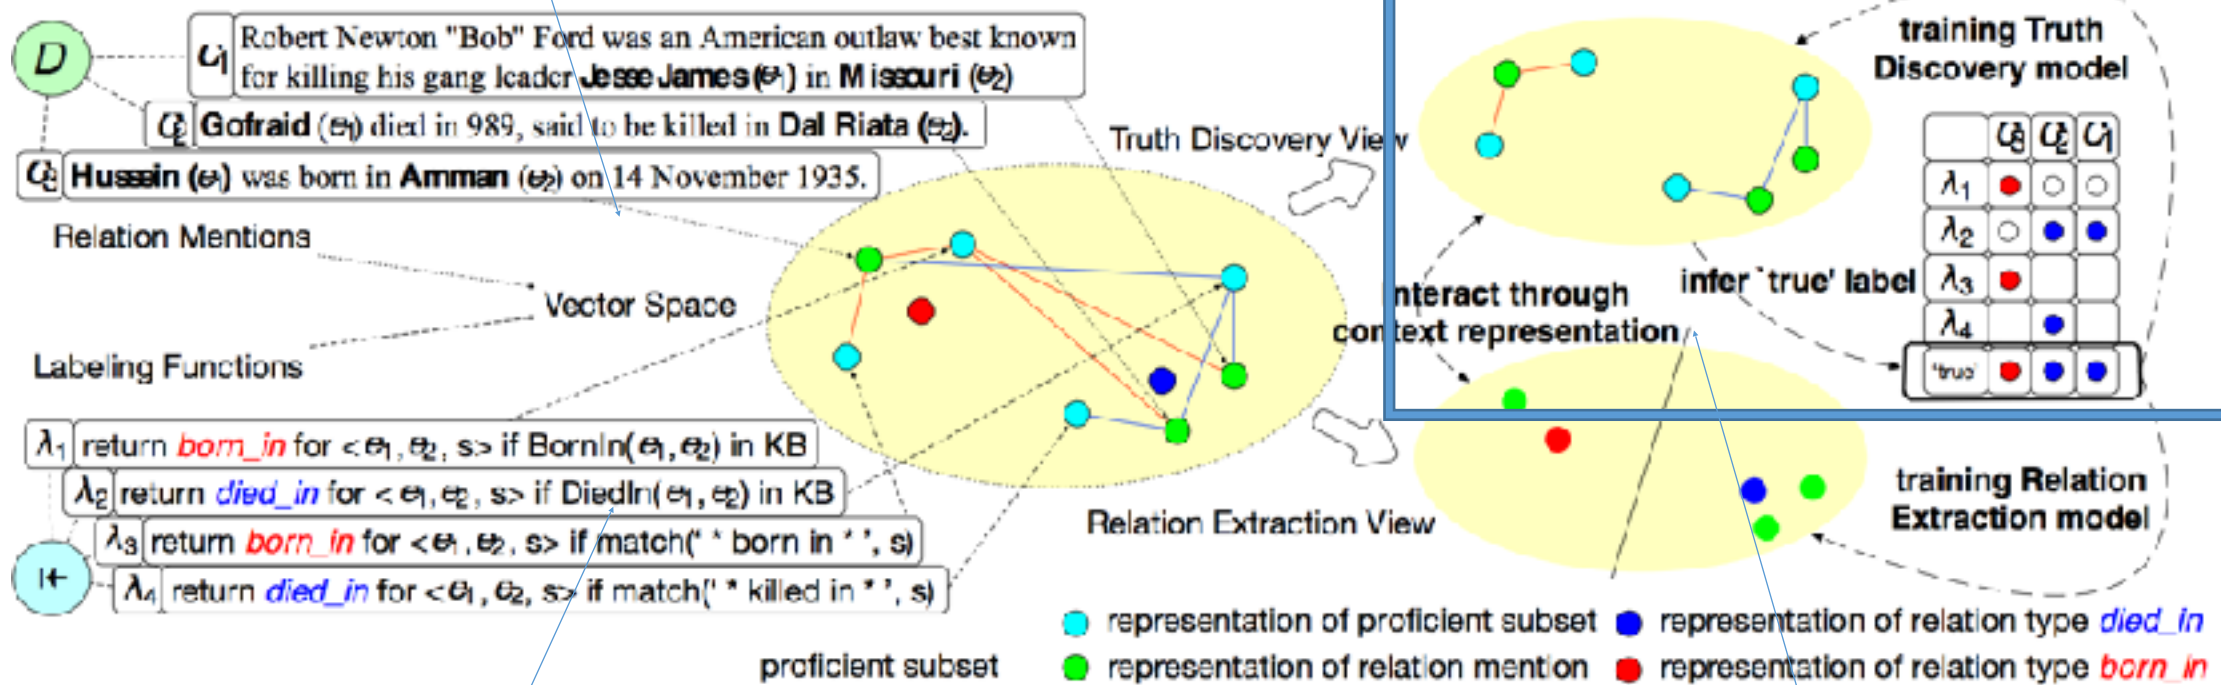 D
C1 Robert Newton "Bob" Ford was an American outlaw best known
for killing his gang leader Jesse James (e1) in Missouri (e2)
C2 Gofraid (e1) died in 989, said to be killed in Dal Riata (e2).
C3 Hussein (e1) was born in Amman (e2) on 14 November 1935.
Relation Mentions
Vector Space
Labeling Functions
λ1 return born_in for <e1, e2, s> if BornIn(e1, e2) in KB
λ2 return died_in for <e1, e2, s> if DiedIn(e1, e2) in KB
λ3 return born_in for <e1, e2, s> if match(' * born in * ', s)
λ4 return died_in for <e1, e2, s> if match(' * killed in * ', s)
Truth Discovery View
training Truth
Discovery model
C3 C2 C1
λ1
λ2
λ3
λ4
'true'
infer `true' label
Interact through
context representation
Relation Extraction View
training Relation
Extraction model
representation of proficient subset
representation of relation type died_in
proficient subset
representation of relation mention
representation of relation type born_in